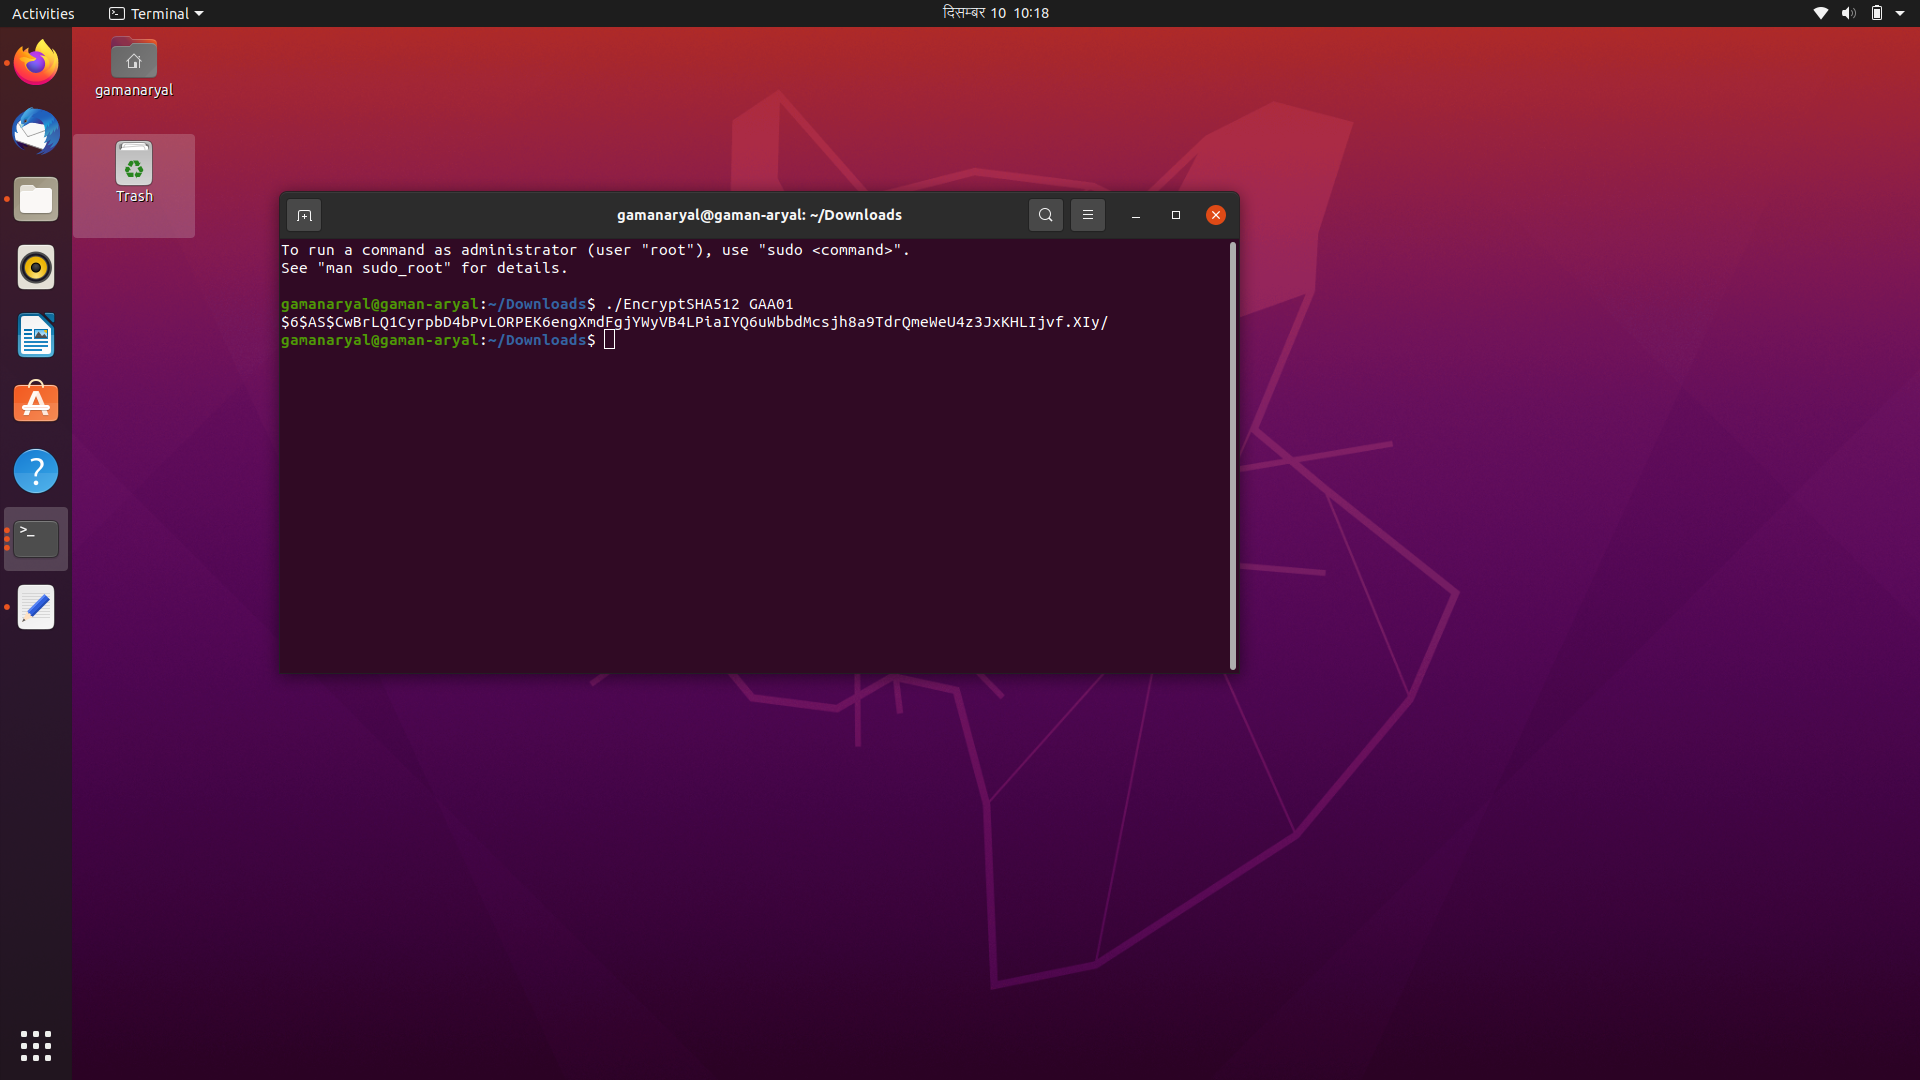 Activities
Terminal
दिसम्बर 10 10:18
gamanaryal
Trash
gamanaryal@gaman-aryal: ~/Downloads
To run a command as administrator (user "root"), use "sudo <command>".
See "man sudo_root" for details.
gamanaryal@gaman-aryal:~/Downloads$ ./EncryptSHA512 GAA01
$6$AS$CwBrLQ1CyrpbD4bPvLORPEK6engXmdFgjYWyVB4LPiaIYQ6uWbbdMcsjh8a9TdrQmeWeU4z3JxKHLIjvf.XIy/
gamanaryal@gaman-aryal:~/Downloads$